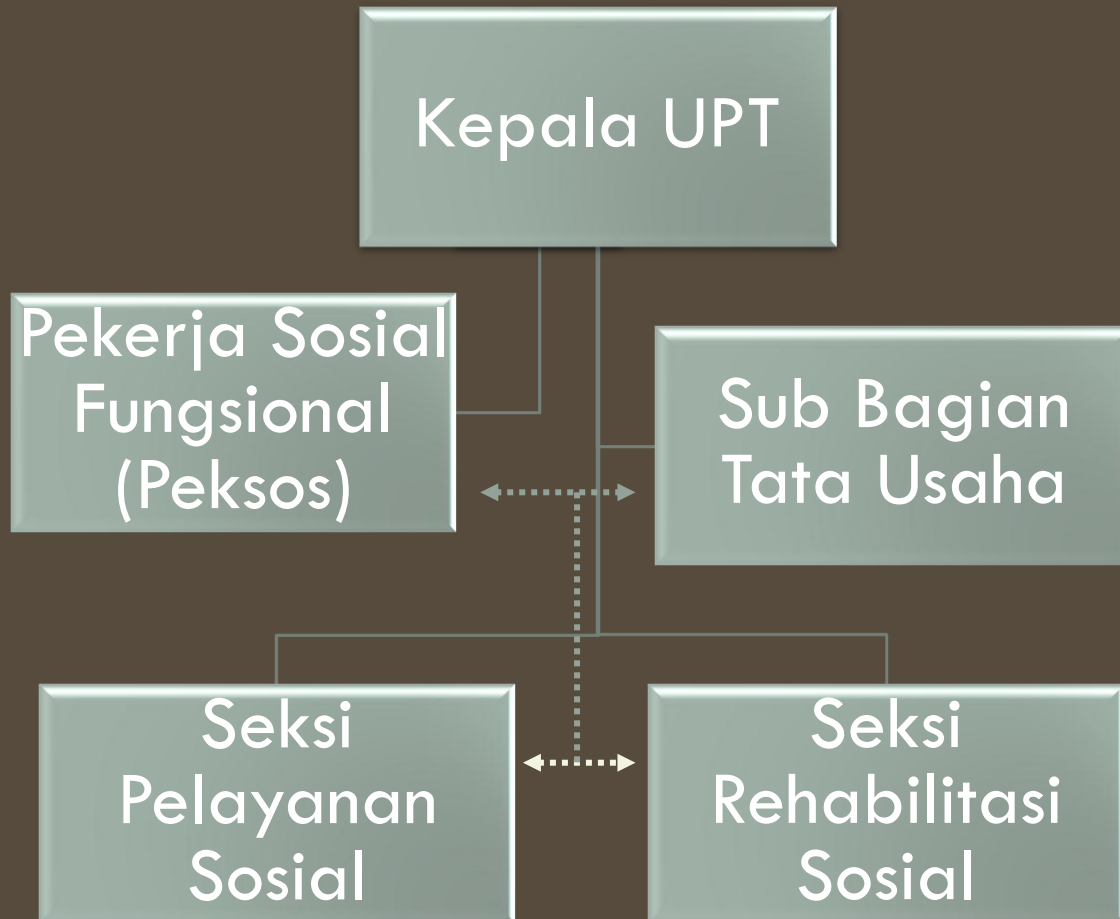 Kepala UPT
Pekerja Sosial
Fungsional
(Peksos)
Sub Bagian
Tata Usaha
Seksi
Pelayanan
Sosial
Seksi
Rehabilitasi
Sosial